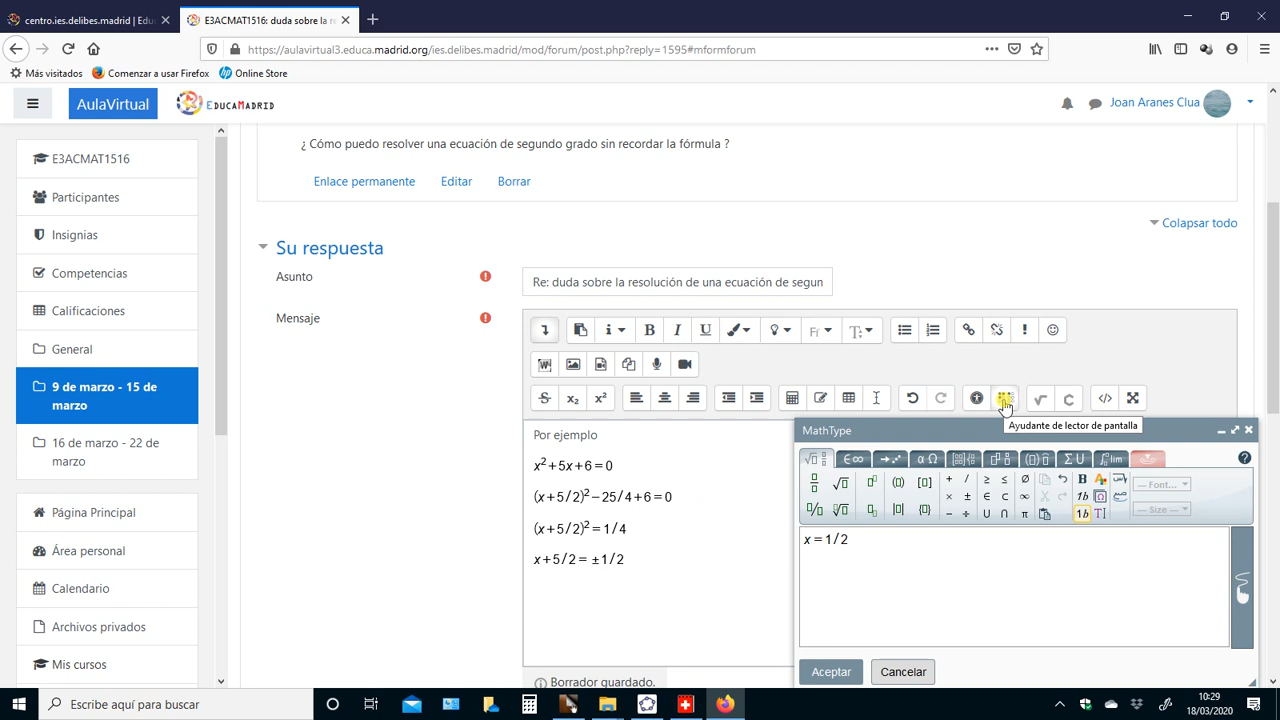 centro.ies.delibes.madrid | Edu
E3ACMAT1516: duda sobre la re
https://aulavirtual3.educa.madrid.org/ies.delibes.madrid/mod/forum/post.php?reply=1595#mformforum
Más visitados
Comenzar a usar Firefox
Online Store
AulaVirtual
EDUCAMADRID
Joan Aranes Clua
E3ACMAT1516
Participantes
Insignias
Competencias
Calificaciones
General
9 de marzo - 15 de
marzo
16 de marzo - 22 de
marzo
Página Principal
Área personal
Calendario
Archivos privados
Mis cursos
¿ Cómo puedo resolver una ecuación de segundo grado sin recordar la fórmula ?
Enlace permanente
Editar
Borrar
Colapsar todo
Su respuesta
Asunto
Re: duda sobre la resolución de una ecuación de segun
Mensaje
Ayudante de lector de pantalla
Por ejemplo
x²+5x+6=0
(x+5/2)²−25/4+6=0
(x+5/2)²=1/4
x+5/2=±1/2
MathType
— Font... —
— Size —
x=1/2
Aceptar
Cancelar
Borrador guardado.
Escribe aquí para buscar
10:29
18/03/2020